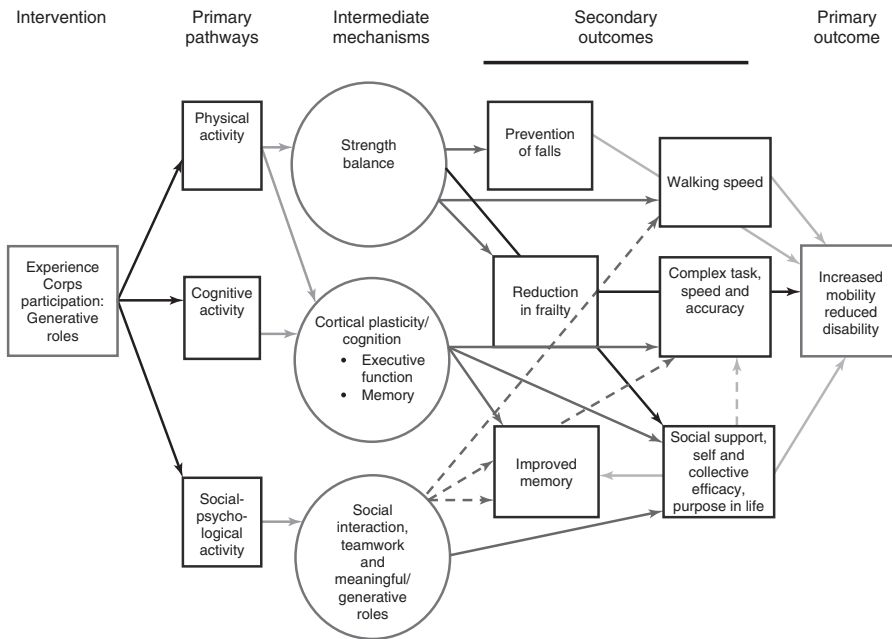 Intervention
Primary
pathways
Intermediate
mechanisms
Secondary
outcomes
Primary
outcome
Experience
Corps
participation:
Generative
roles
Physical
activity
Cognitive
activity
Social-
psycho-
logical
activity
Strength
balance
Cortical plasticity/
cognition
• Executive
function
• Memory
Social
interaction,
teamwork
and
meaningful/
generative
roles
Prevention
of falls
Reduction
in frailty
Improved
memory
Walking speed
Complex task,
speed and
accuracy
Social support,
self and
collective
efficacy,
purpose in life
Increased
mobility
reduced
disability